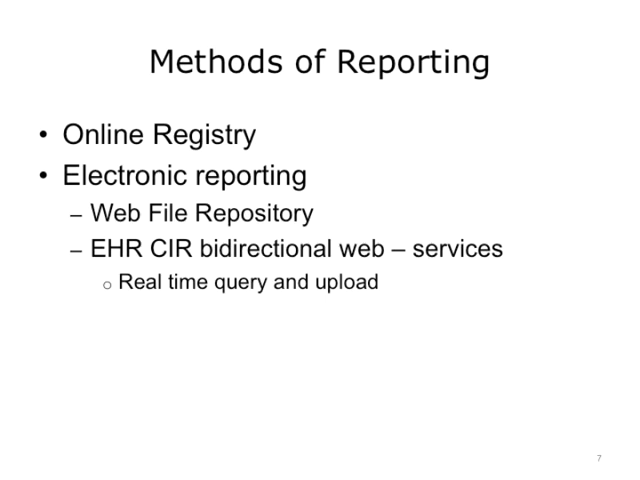 Methods of Reporting
• Online Registry
• Electronic reporting
– Web File Repository
– EHR CIR bidirectional web – services
o Real time query and upload
7